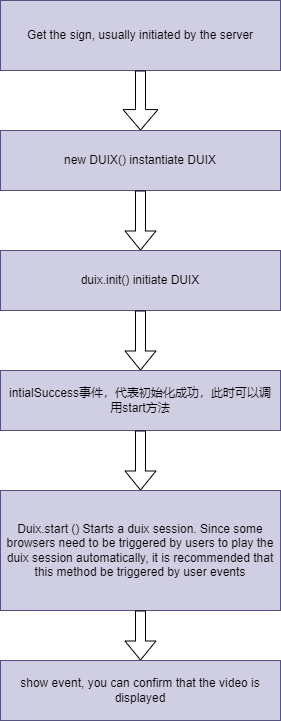 Get the sign, usually initiated by the server
new DUIX() instantiate DUIX
duix.init() initiate DUIX
intialSuccess事件，代表初始化成功，此时可以调
用start方法
Duix.start () Starts a duix session. Since some
browsers need to be triggered by users to play the
duix session automatically, it is recommended that
this method be triggered by user events
show event, you can confirm that the video is
displayed